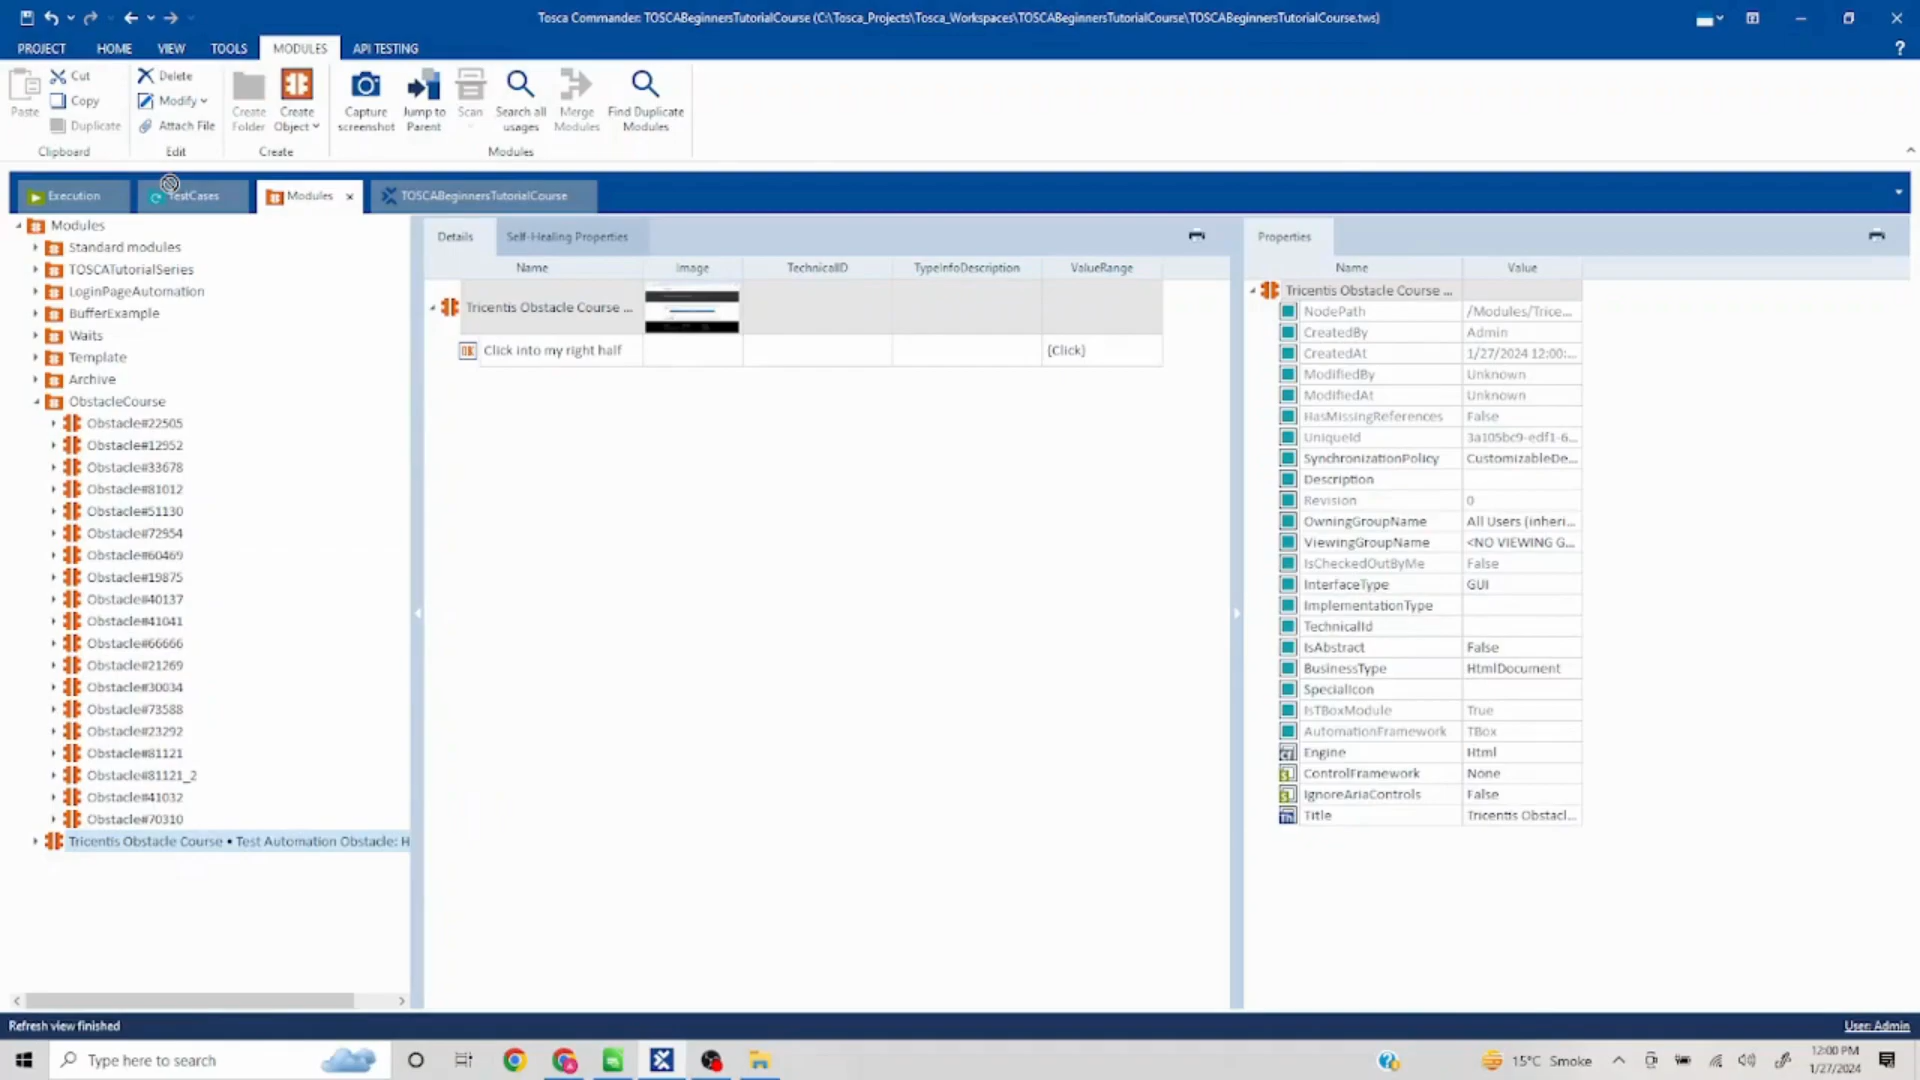 Tosca Commander: TOSCABeginnersTutorialCourse (C:\Tosca_Projects\Tosca_Workspaces\TOSCABeginnersTutorialCourse\TOSCABeginnersTutorialCourse.tws)
PROJECT HOME VIEW TOOLS MODULES API TESTING ?
Paste Cut Copy Duplicate
Clipboard
Delete Modify Attach File
Edit
Create Folder Create Object
Create
Capture screenshot Jump to Parent Scan Search all usages Merge Modules Find Duplicate Modules
Modules
Execution TestCases Modules x TOSCABeginnersTutorialCourse
Modules
Standard modules
TOSCATutorialSeries
LoginPageAutomation
BufferExample
Waits
Template
Archive
ObstacleCourse
Obstacle#22505
Obstacle#12952
Obstacle#33678
Obstacle#81012
Obstacle#51130
Obstacle#72954
Obstacle#60469
Obstacle#19875
Obstacle#40137
Obstacle#41041
Obstacle#66666
Obstacle#21269
Obstacle#30034
Obstacle#73588
Obstacle#23292
Obstacle#81121
Obstacle#81121_2
Obstacle#41032
Obstacle#70310
Tricentis Obstacle Course • Test Automation Obstacle: H
Details Self-Healing Properties
Name Image TechnicalID TypeInfoDescription ValueRange
Tricentis Obstacle Course ...
OK Click into my right half {Click}
Properties
Name Value
Tricentis Obstacle Course ...
NodePath /Modules/Trice...
CreatedBy Admin
CreatedAt 1/27/2024 12:00:...
ModifiedBy Unknown
ModifiedAt Unknown
HasMissingReferences False
UniqueId 3a105bc9-edf1-6...
SynchronizationPolicy CustomizableDe...
Description
Revision 0
OwningGroupName All Users (inheri...
ViewingGroupName <NO VIEWING G...
IsCheckedOutByMe False
InterfaceType GUI
ImplementationType
TechnicalId
IsAbstract False
BusinessType HtmlDocument
SpecialIcon
IsTBoxModule True
AutomationFramework TBox
Engine Html
ControlFramework None
IgnoreAriaControls False
Title Tricentis Obstacl...
Refresh view finished User: Admin
Type here to search 15°C Smoke 12:00 PM
1/27/2024